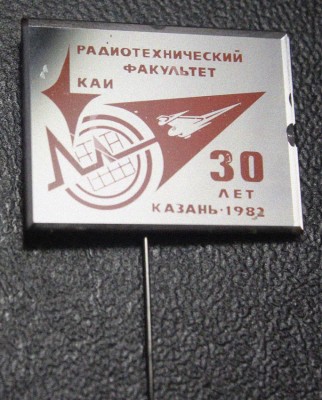 РАДИОТЕХНИЧЕСКИЙ
ФАКУЛЬТЕТ
КАИ
30
ЛЕТ
КАЗАНЬ·1982